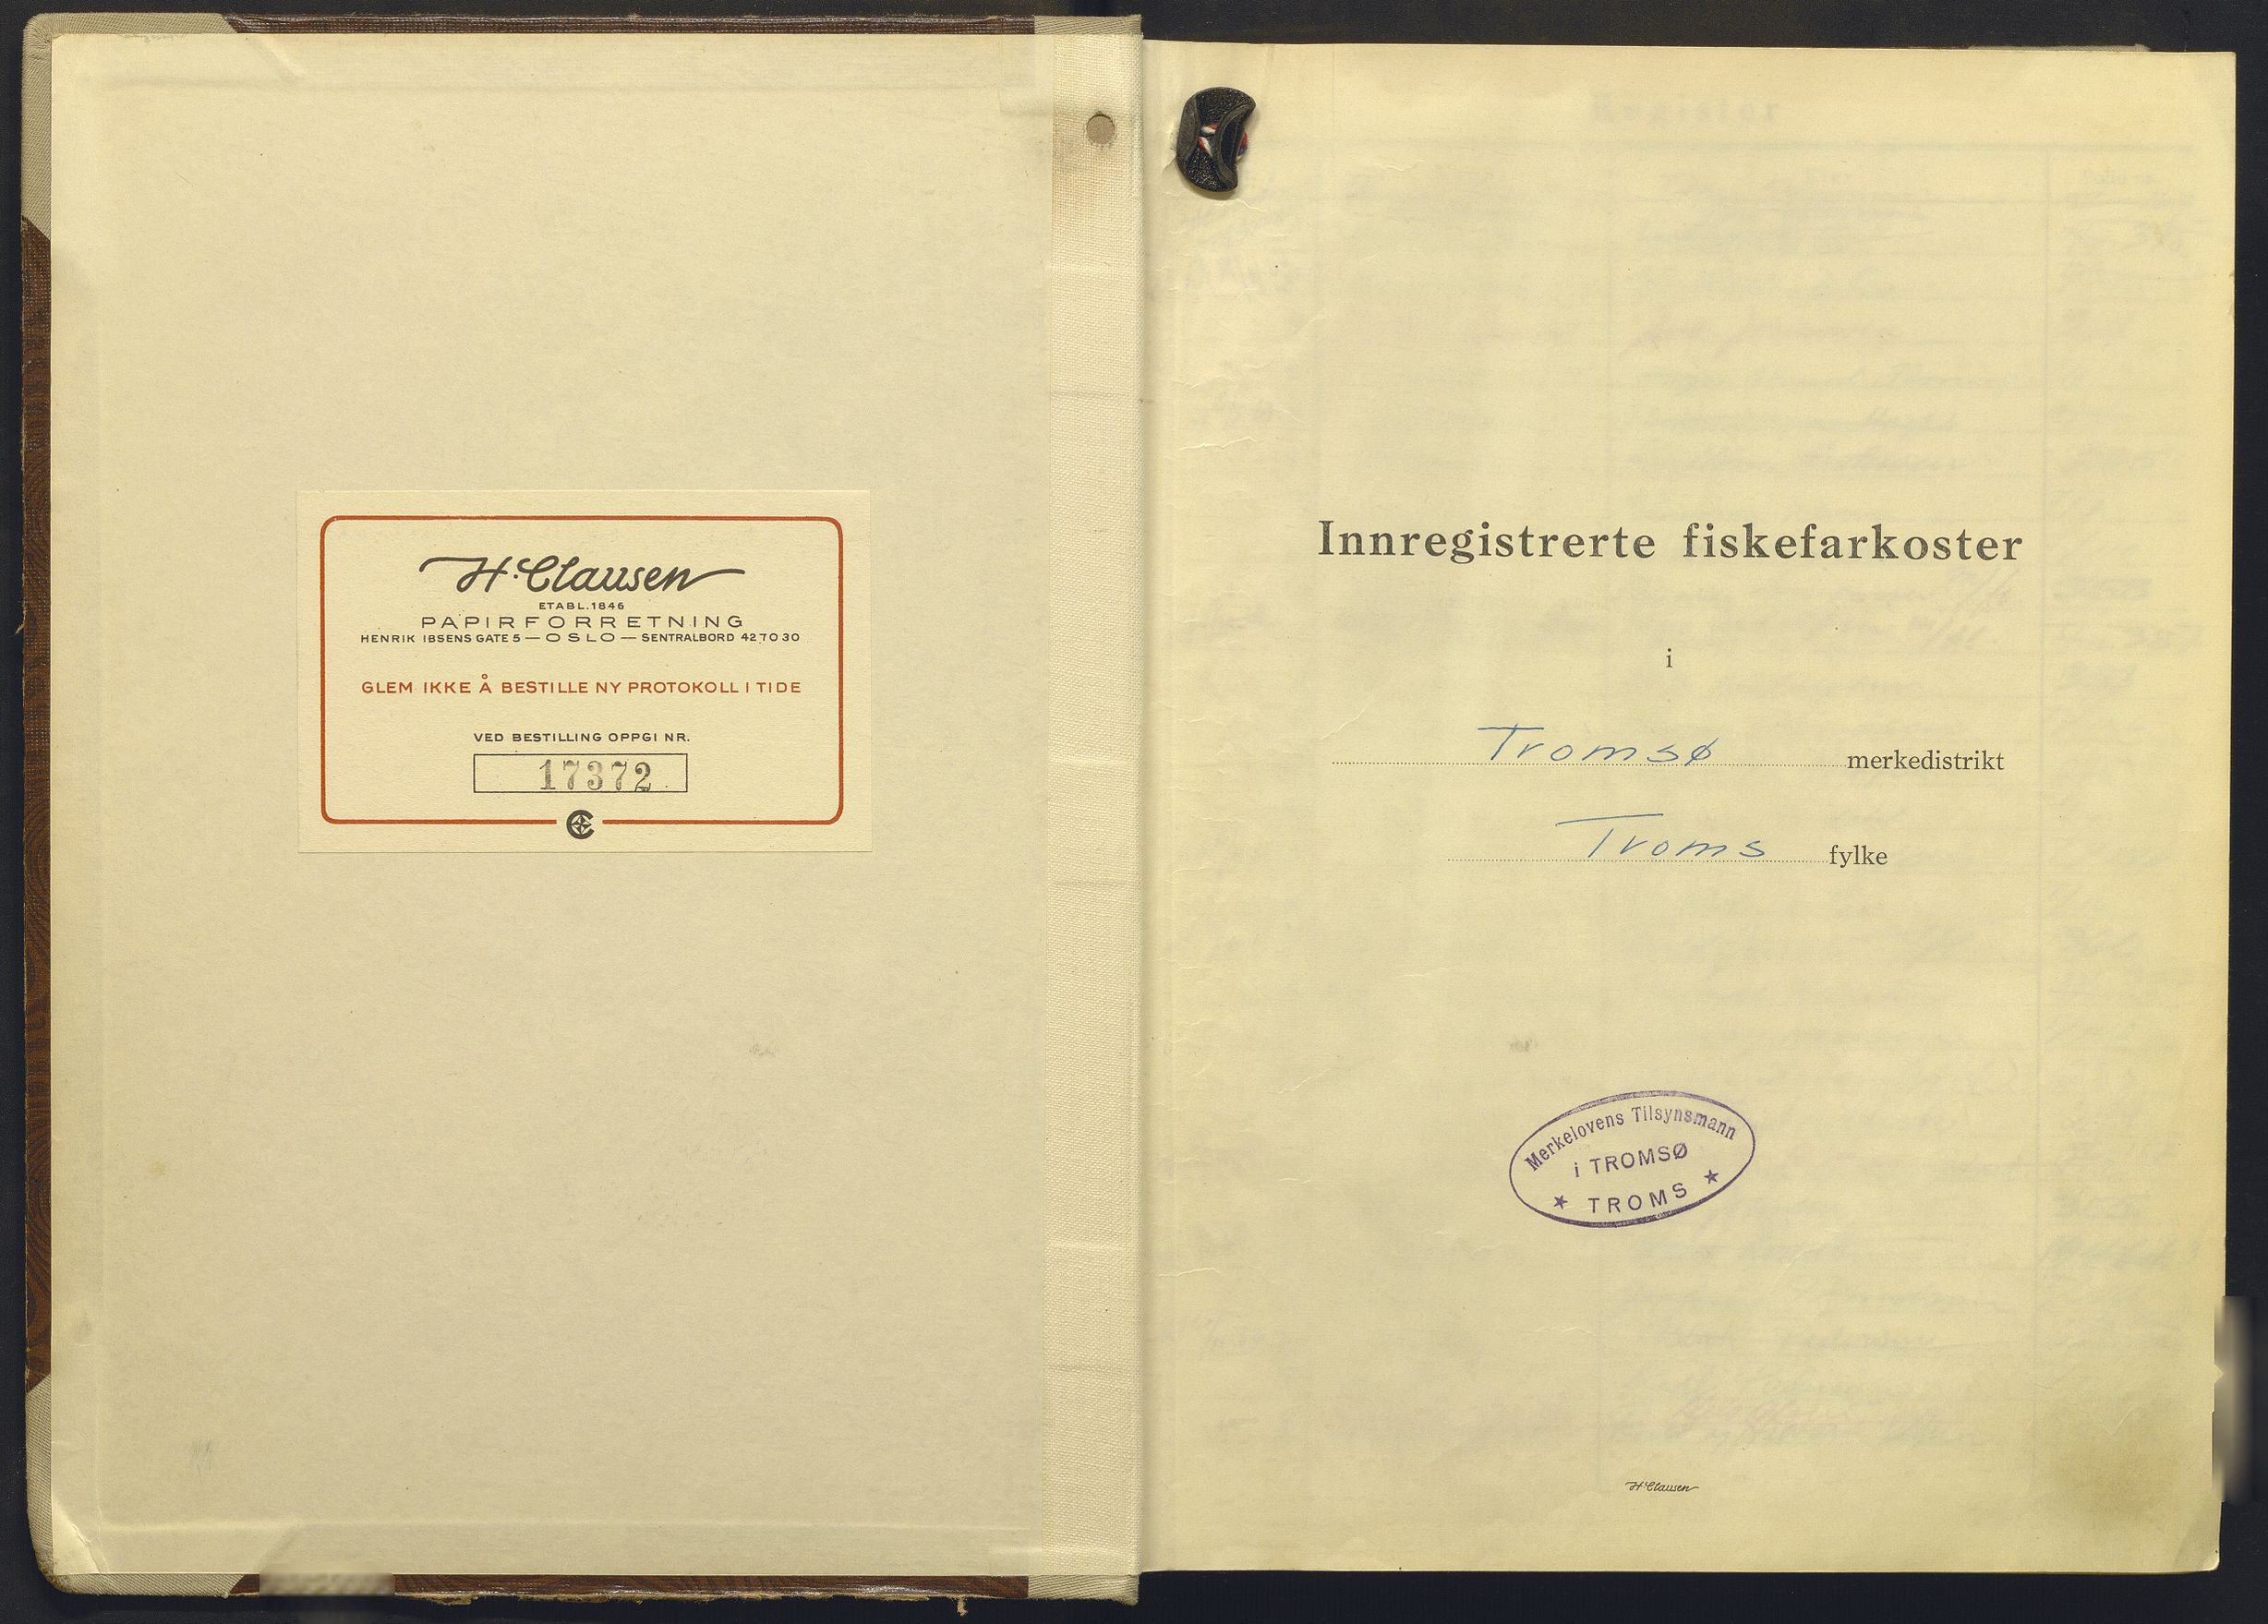 H. Clausen
ETABL. 1846
PAPIRFORRETNING
HENRIK IBSENS GATE 5 — OSLO — SENTRALBORD 42 70 30
GLEM IKKE Å BESTILLE NY PROTOKOLL I TIDE
VED BESTILLING OPPGI NR.
17372
Innregistrerte fiskefarkoster
i
Tromsø merkedistrikt
Troms fylke
Merkelovens Tilsynsmann
i TROMSØ
★ TROMS ★
H. Clausen